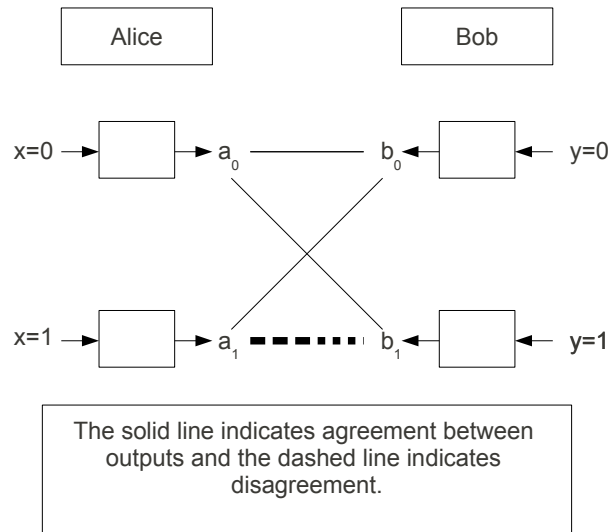 Alice Bob
x=0 a₀ b₀ y=0
x=1 a₁ b₁ y=1
The solid line indicates agreement between
outputs and the dashed line indicates
disagreement.